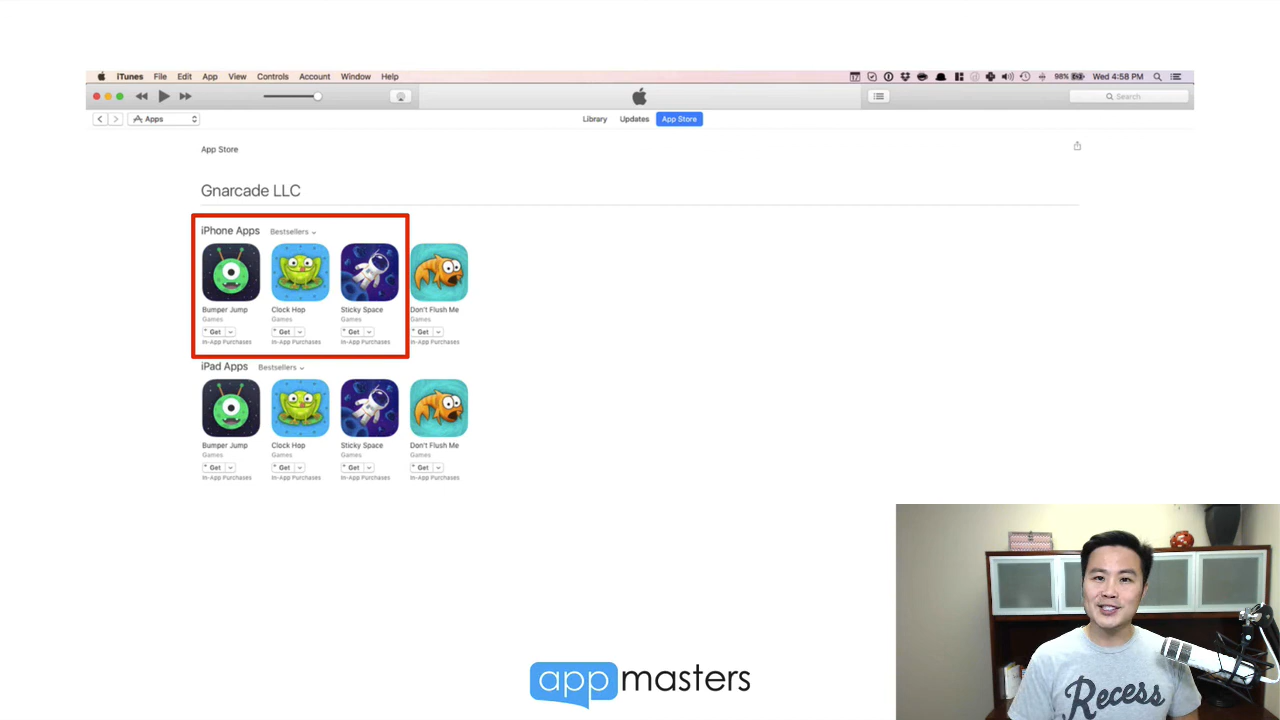 iTunes File Edit App View Controls Account Window Help 98% Wed 4:58 PM
Search
Apps Library Updates App Store
App Store
Gnarcade LLC
iPhone Apps Bestsellers
Bumper Jump Clock Hop Sticky Space Don't Flush Me
Games Games Games Games
Get Get Get Get
In-App Purchases In-App Purchases In-App Purchases In-App Purchases
iPad Apps Bestsellers
Bumper Jump Clock Hop Sticky Space Don't Flush Me
Games Games Games Games
Get Get Get Get
In-App Purchases In-App Purchases In-App Purchases In-App Purchases
app masters
Recess